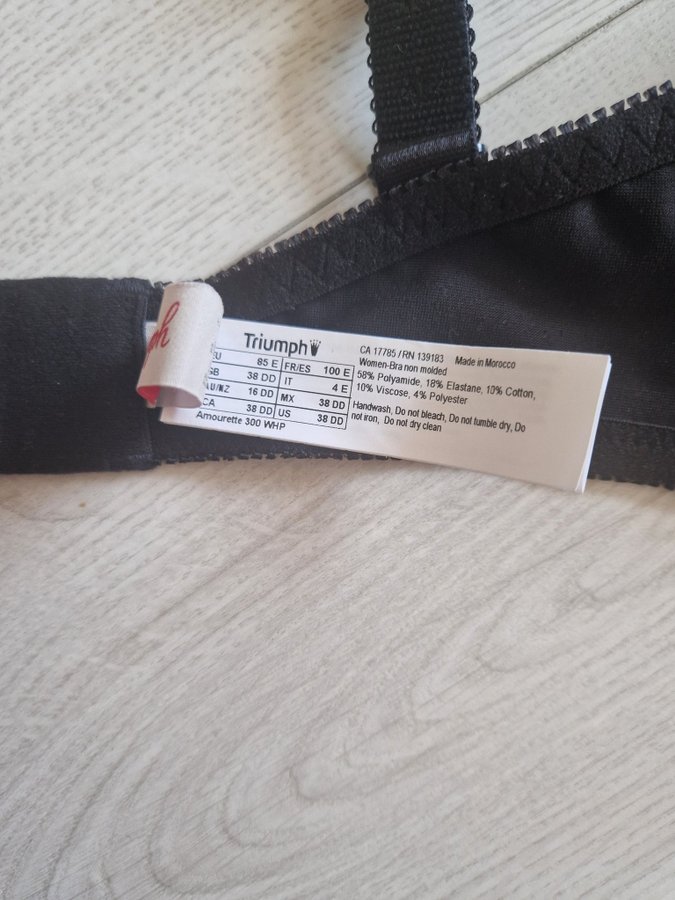 ph
Triumph
EU 85 E FR/ES 100 E
GB 38 DD IT 4 E
AU/NZ 16 DD MX 38 DD
CA 38 DD US 38 DD
Amourette 300 WHP
CA 17785 / RN 139183 Made in Morocco
Women-Bra non molded
58% Polyamide, 18% Elastane, 10% Cotton,
10% Viscose, 4% Polyester
Handwash, Do not bleach, Do not tumble dry, Do
not iron, Do not dry clean